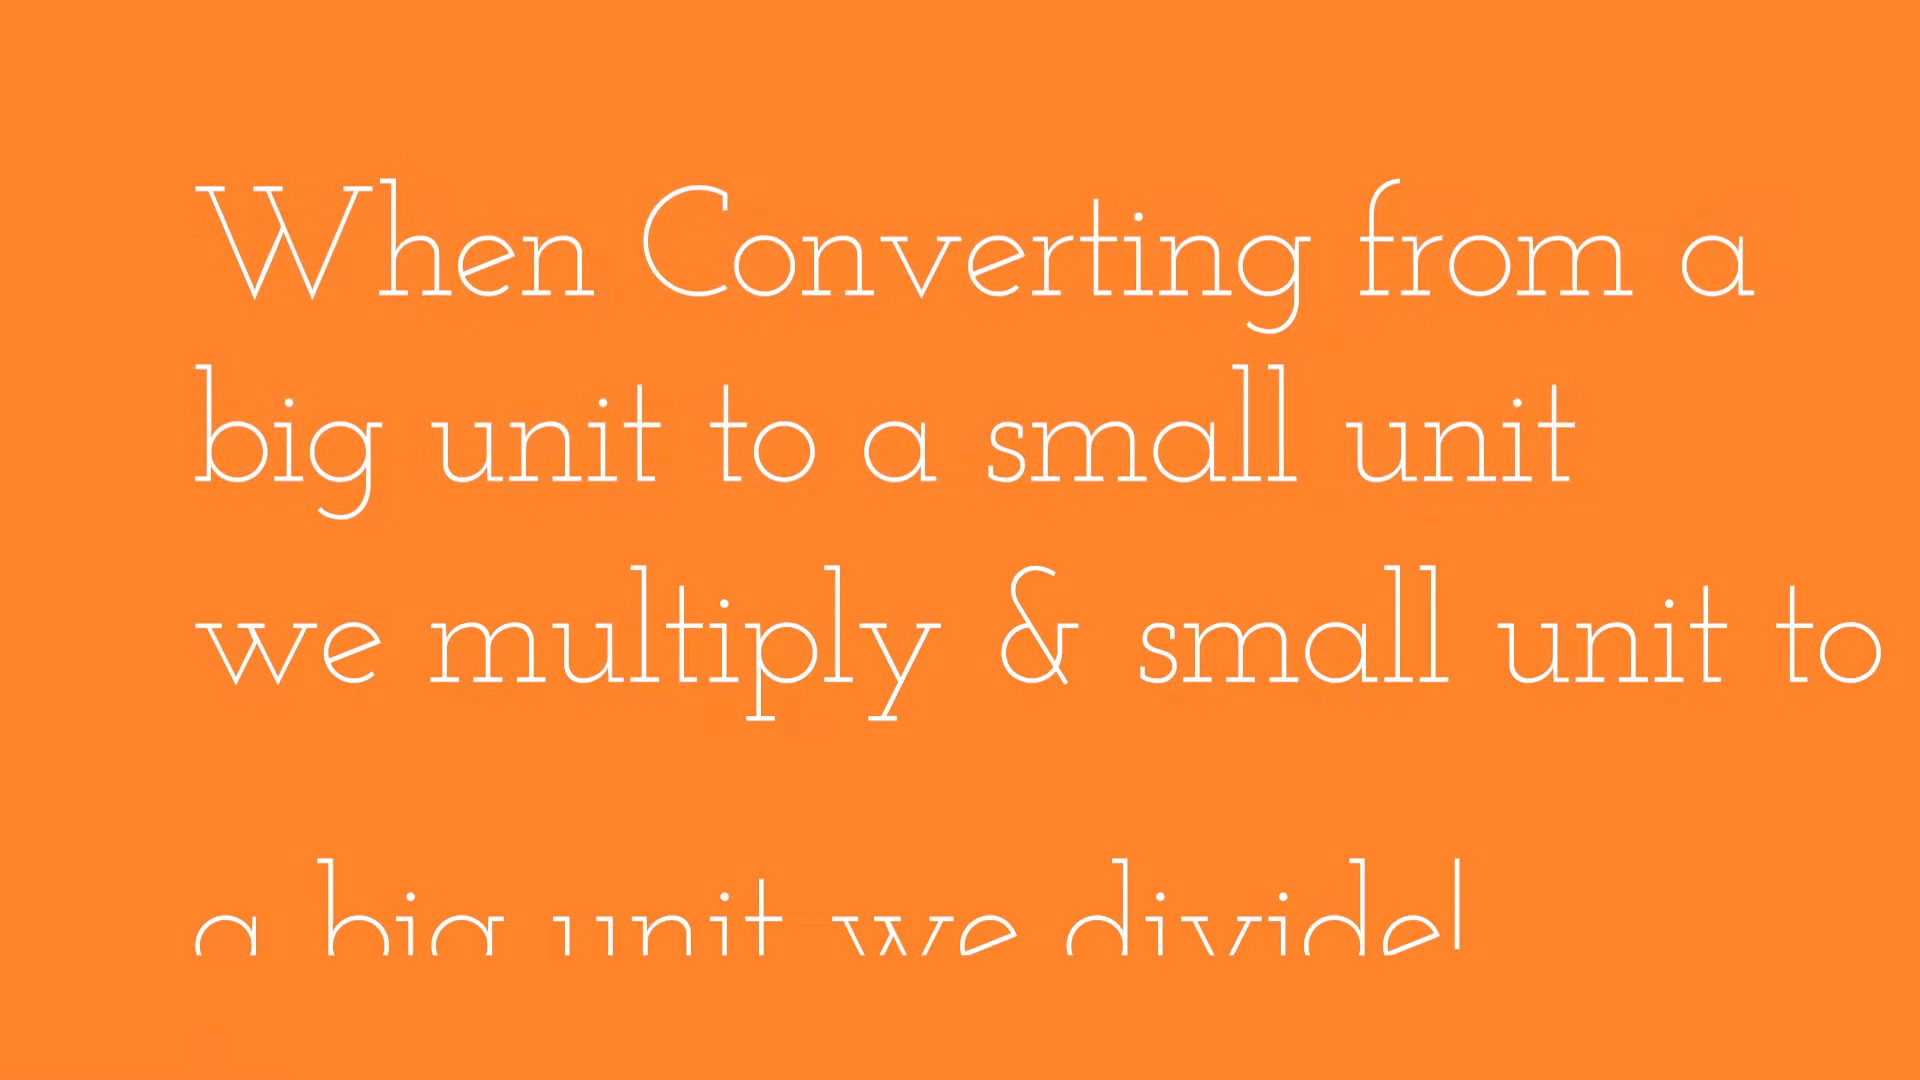 When Converting from a
big unit to a small unit
we multiply & small unit to
a big unit we divide!